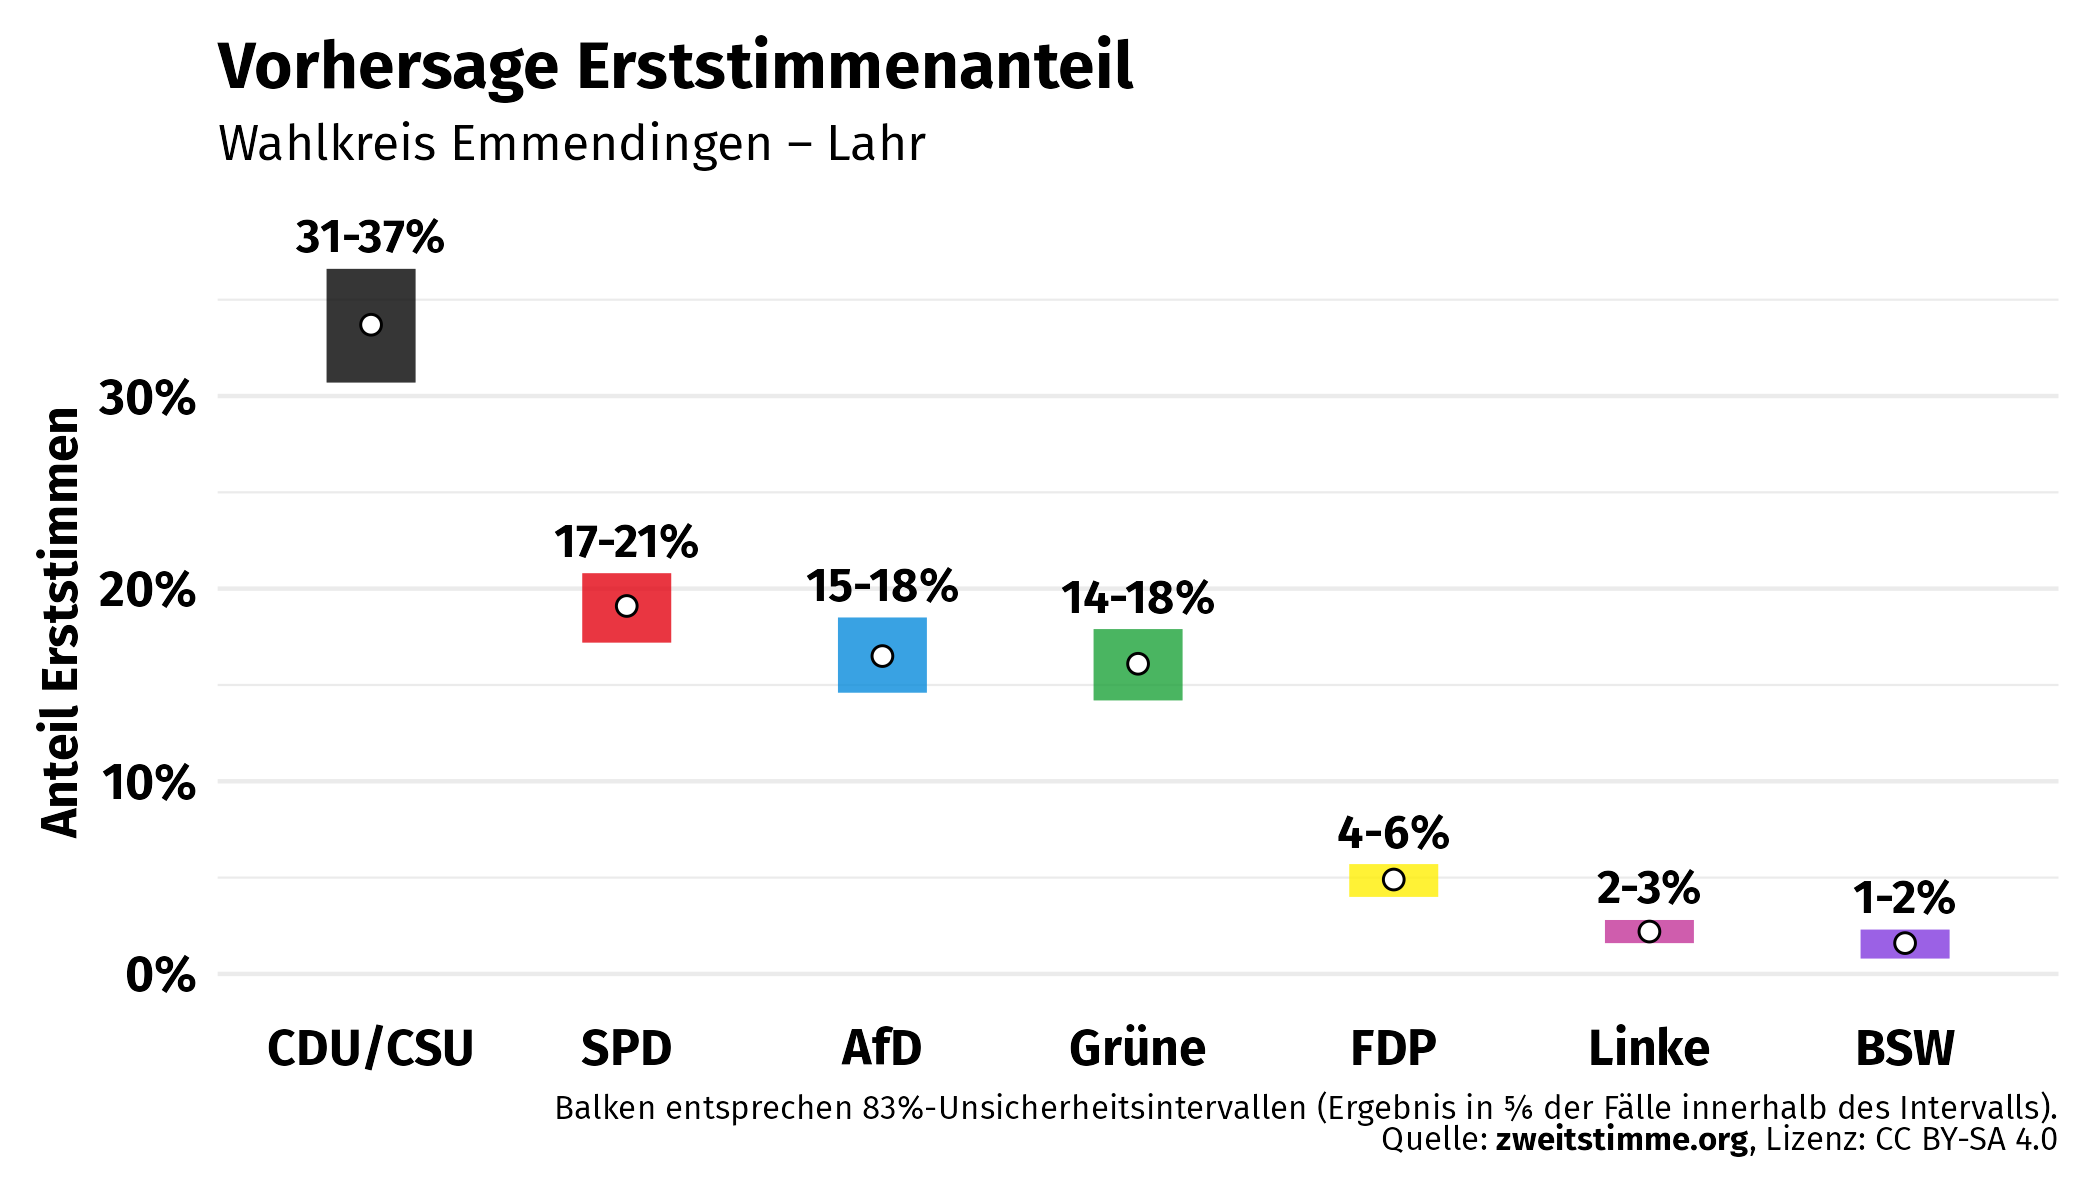 Vorhersage Erststimmenanteil
Wahlkreis Emmendingen – Lahr
Anteil Erststimmen
31-37%
30%
17-21%
20%
15-18%
14-18%
10%
4-6%
2-3%
1-2%
0%
CDU/CSU SPD AfD Grüne FDP Linke BSW
Balken entsprechen 83%-Unsicherheitsintervallen (Ergebnis in ⅚ der Fälle innerhalb des Intervalls).
Quelle: zweitstimme.org, Lizenz: CC BY-SA 4.0